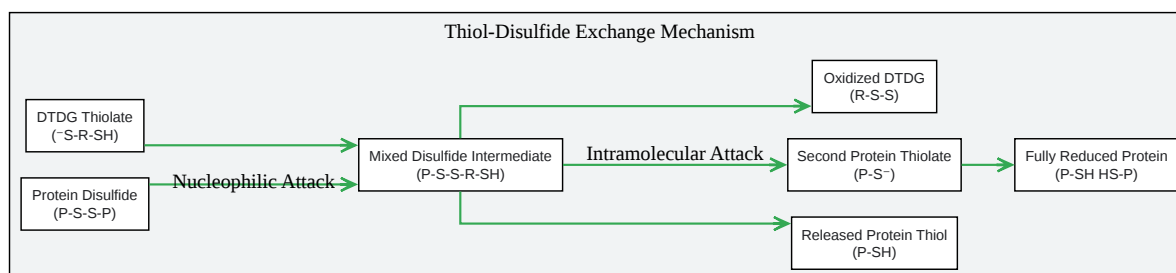 Thiol-Disulfide Exchange Mechanism
Oxidized DTDG
(R-S-S)
DTDG Thiolate
(⁻S-R-SH)
Mixed Disulfide Intermediate
(P-S-S-R-SH)
Intramolecular Attack
Second Protein Thiolate
(P-S⁻)
Fully Reduced Protein
(P-SH HS-P)
Protein Disulfide
(P-S-S-P)
Nucleophilic Attack
Released Protein Thiol
(P-SH)